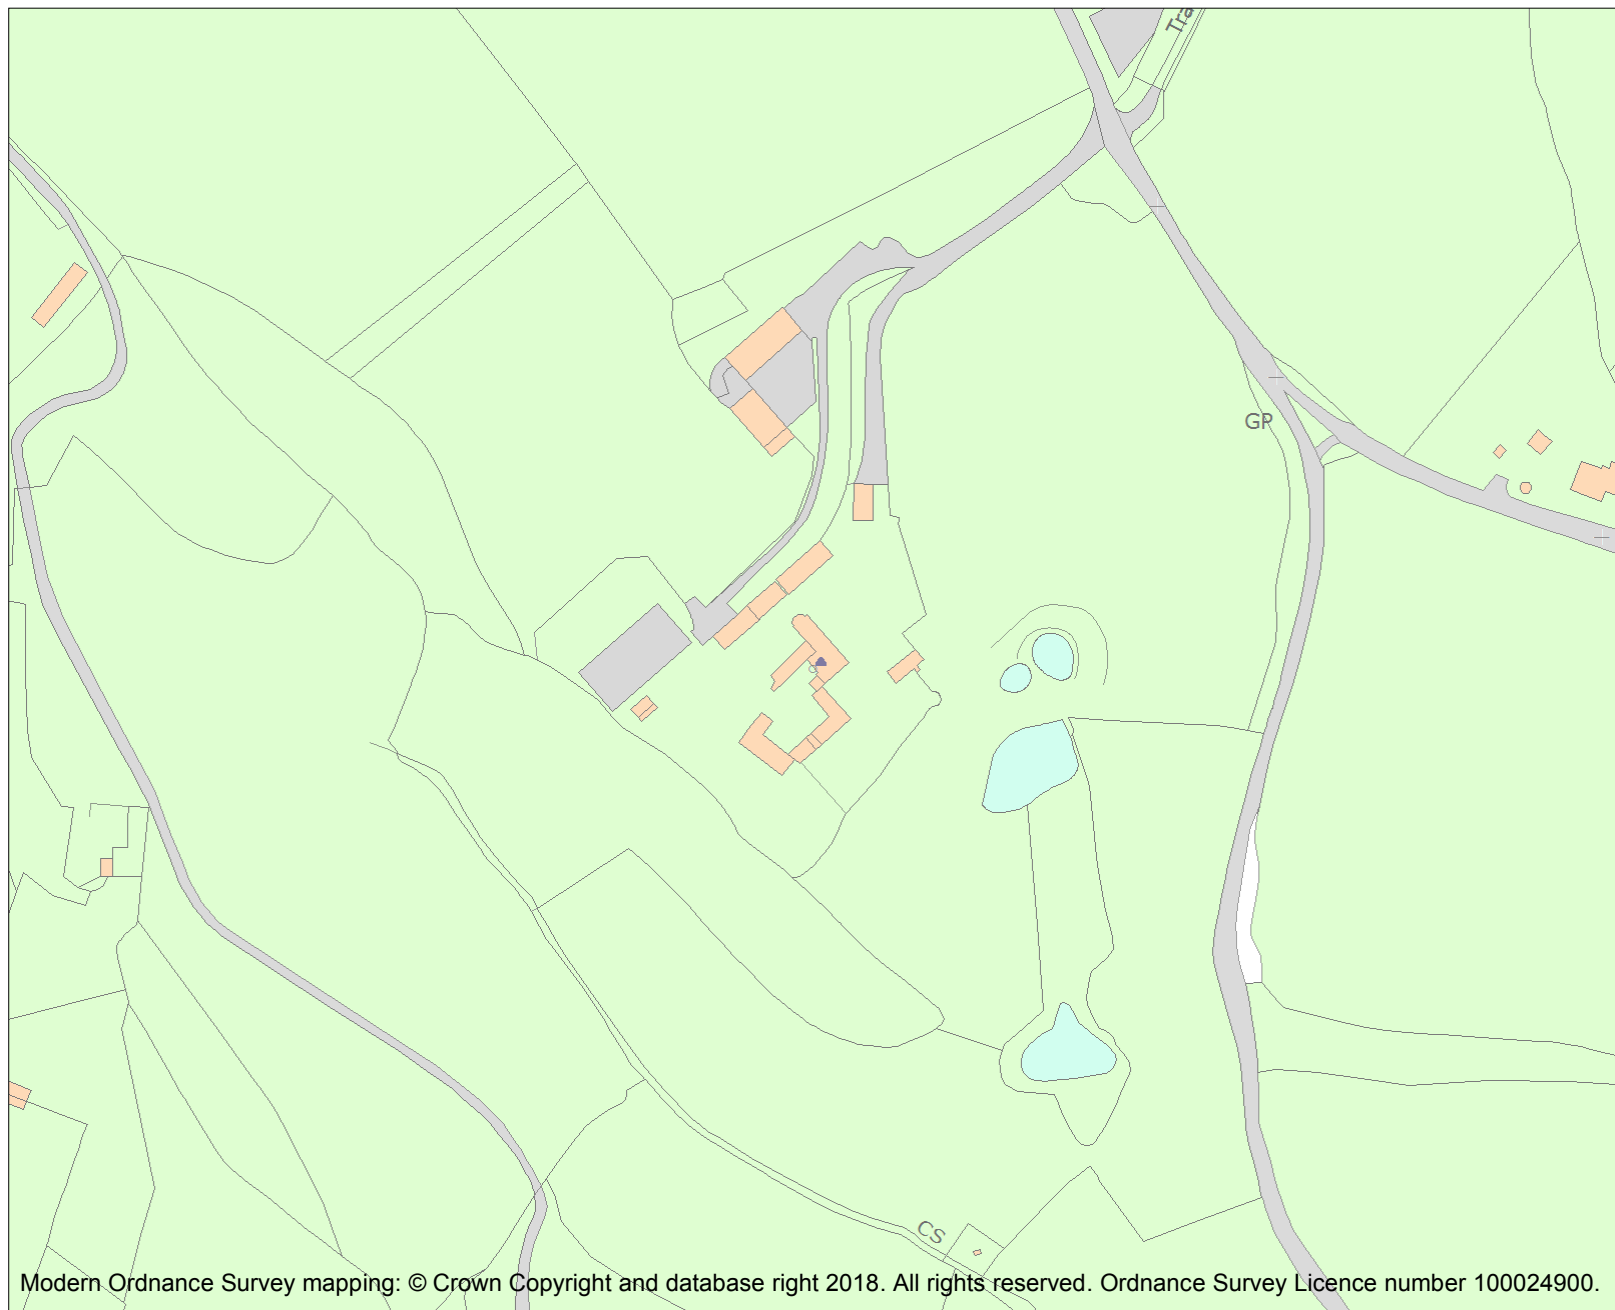 Tra
GP
CS
Modern Ordnance Survey mapping: © Crown Copyright and database right 2018. All rights reserved. Ordnance Survey Licence number 100024900.